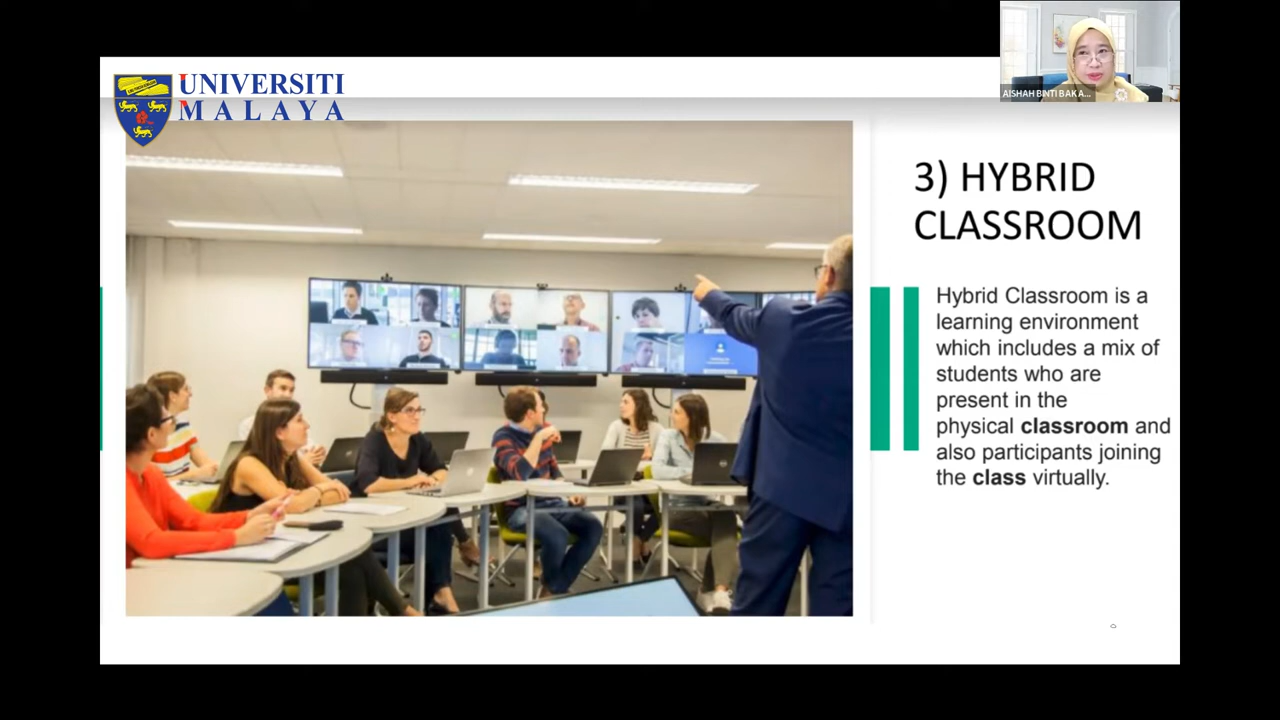 UNIVERSITI
MALAYA
AISHAH BINTI BAK A...
3) HYBRID
CLASSROOM
Hybrid Classroom is a
learning environment
which includes a mix of
students who are
present in the
physical classroom and
also participants joining
the class virtually.